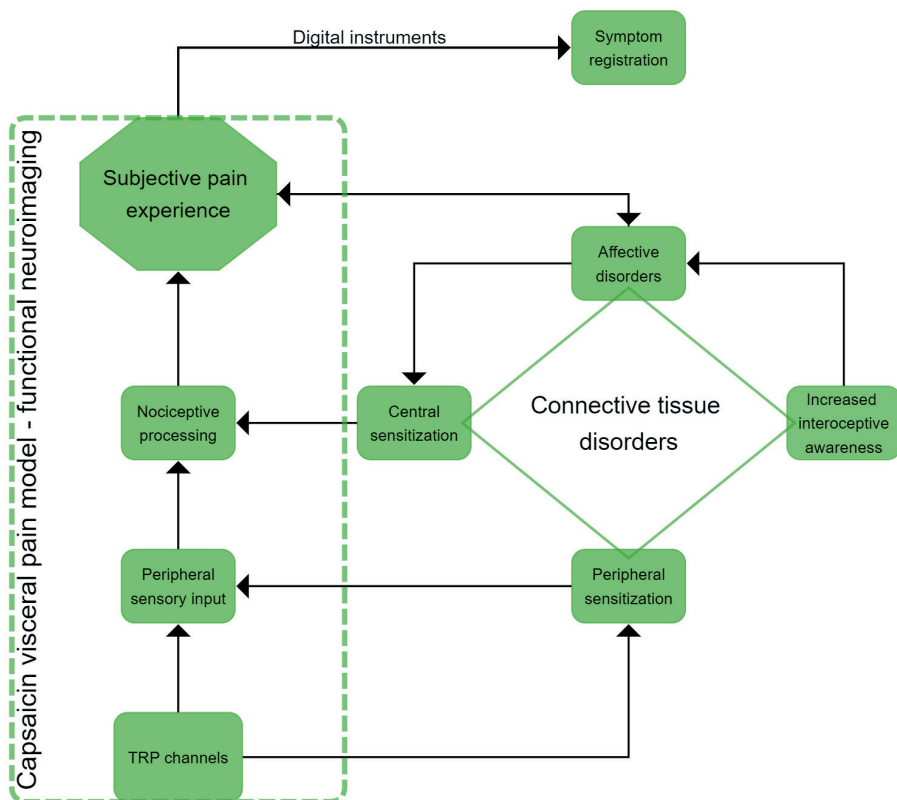 Digital instruments
Symptom
registration
Capsaicin visceral pain model - functional neuroimaging
Subjective pain
experience
Affective
disorders
Nociceptive
processing
Central
sensitization
Connective tissue
disorders
Increased
interoceptive
awareness
Peripheral
sensory input
Peripheral
sensitization
TRP channels